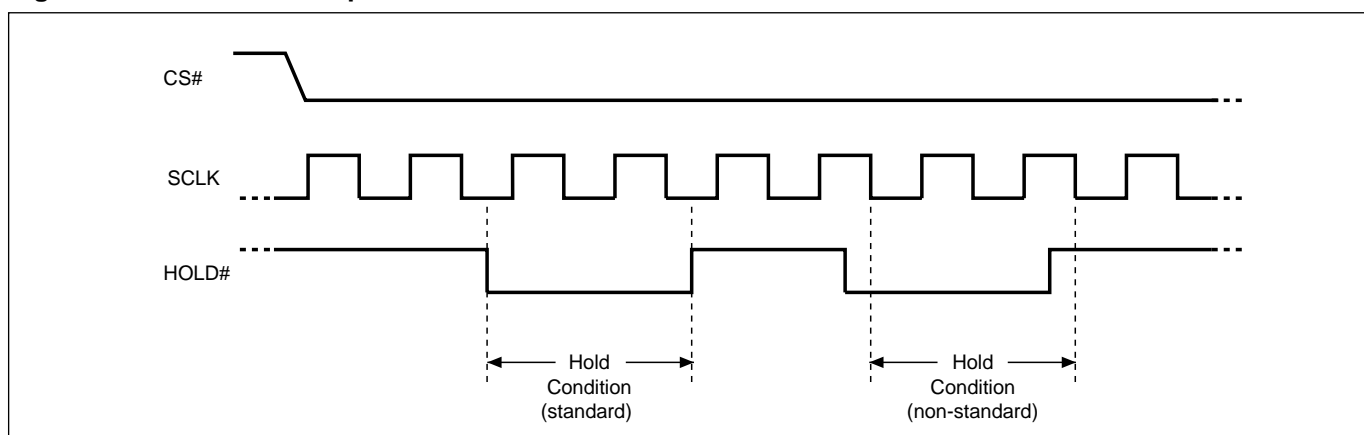 CS#
SCLK
HOLD#
Hold
Condition
(standard)
Hold
Condition
(non-standard)